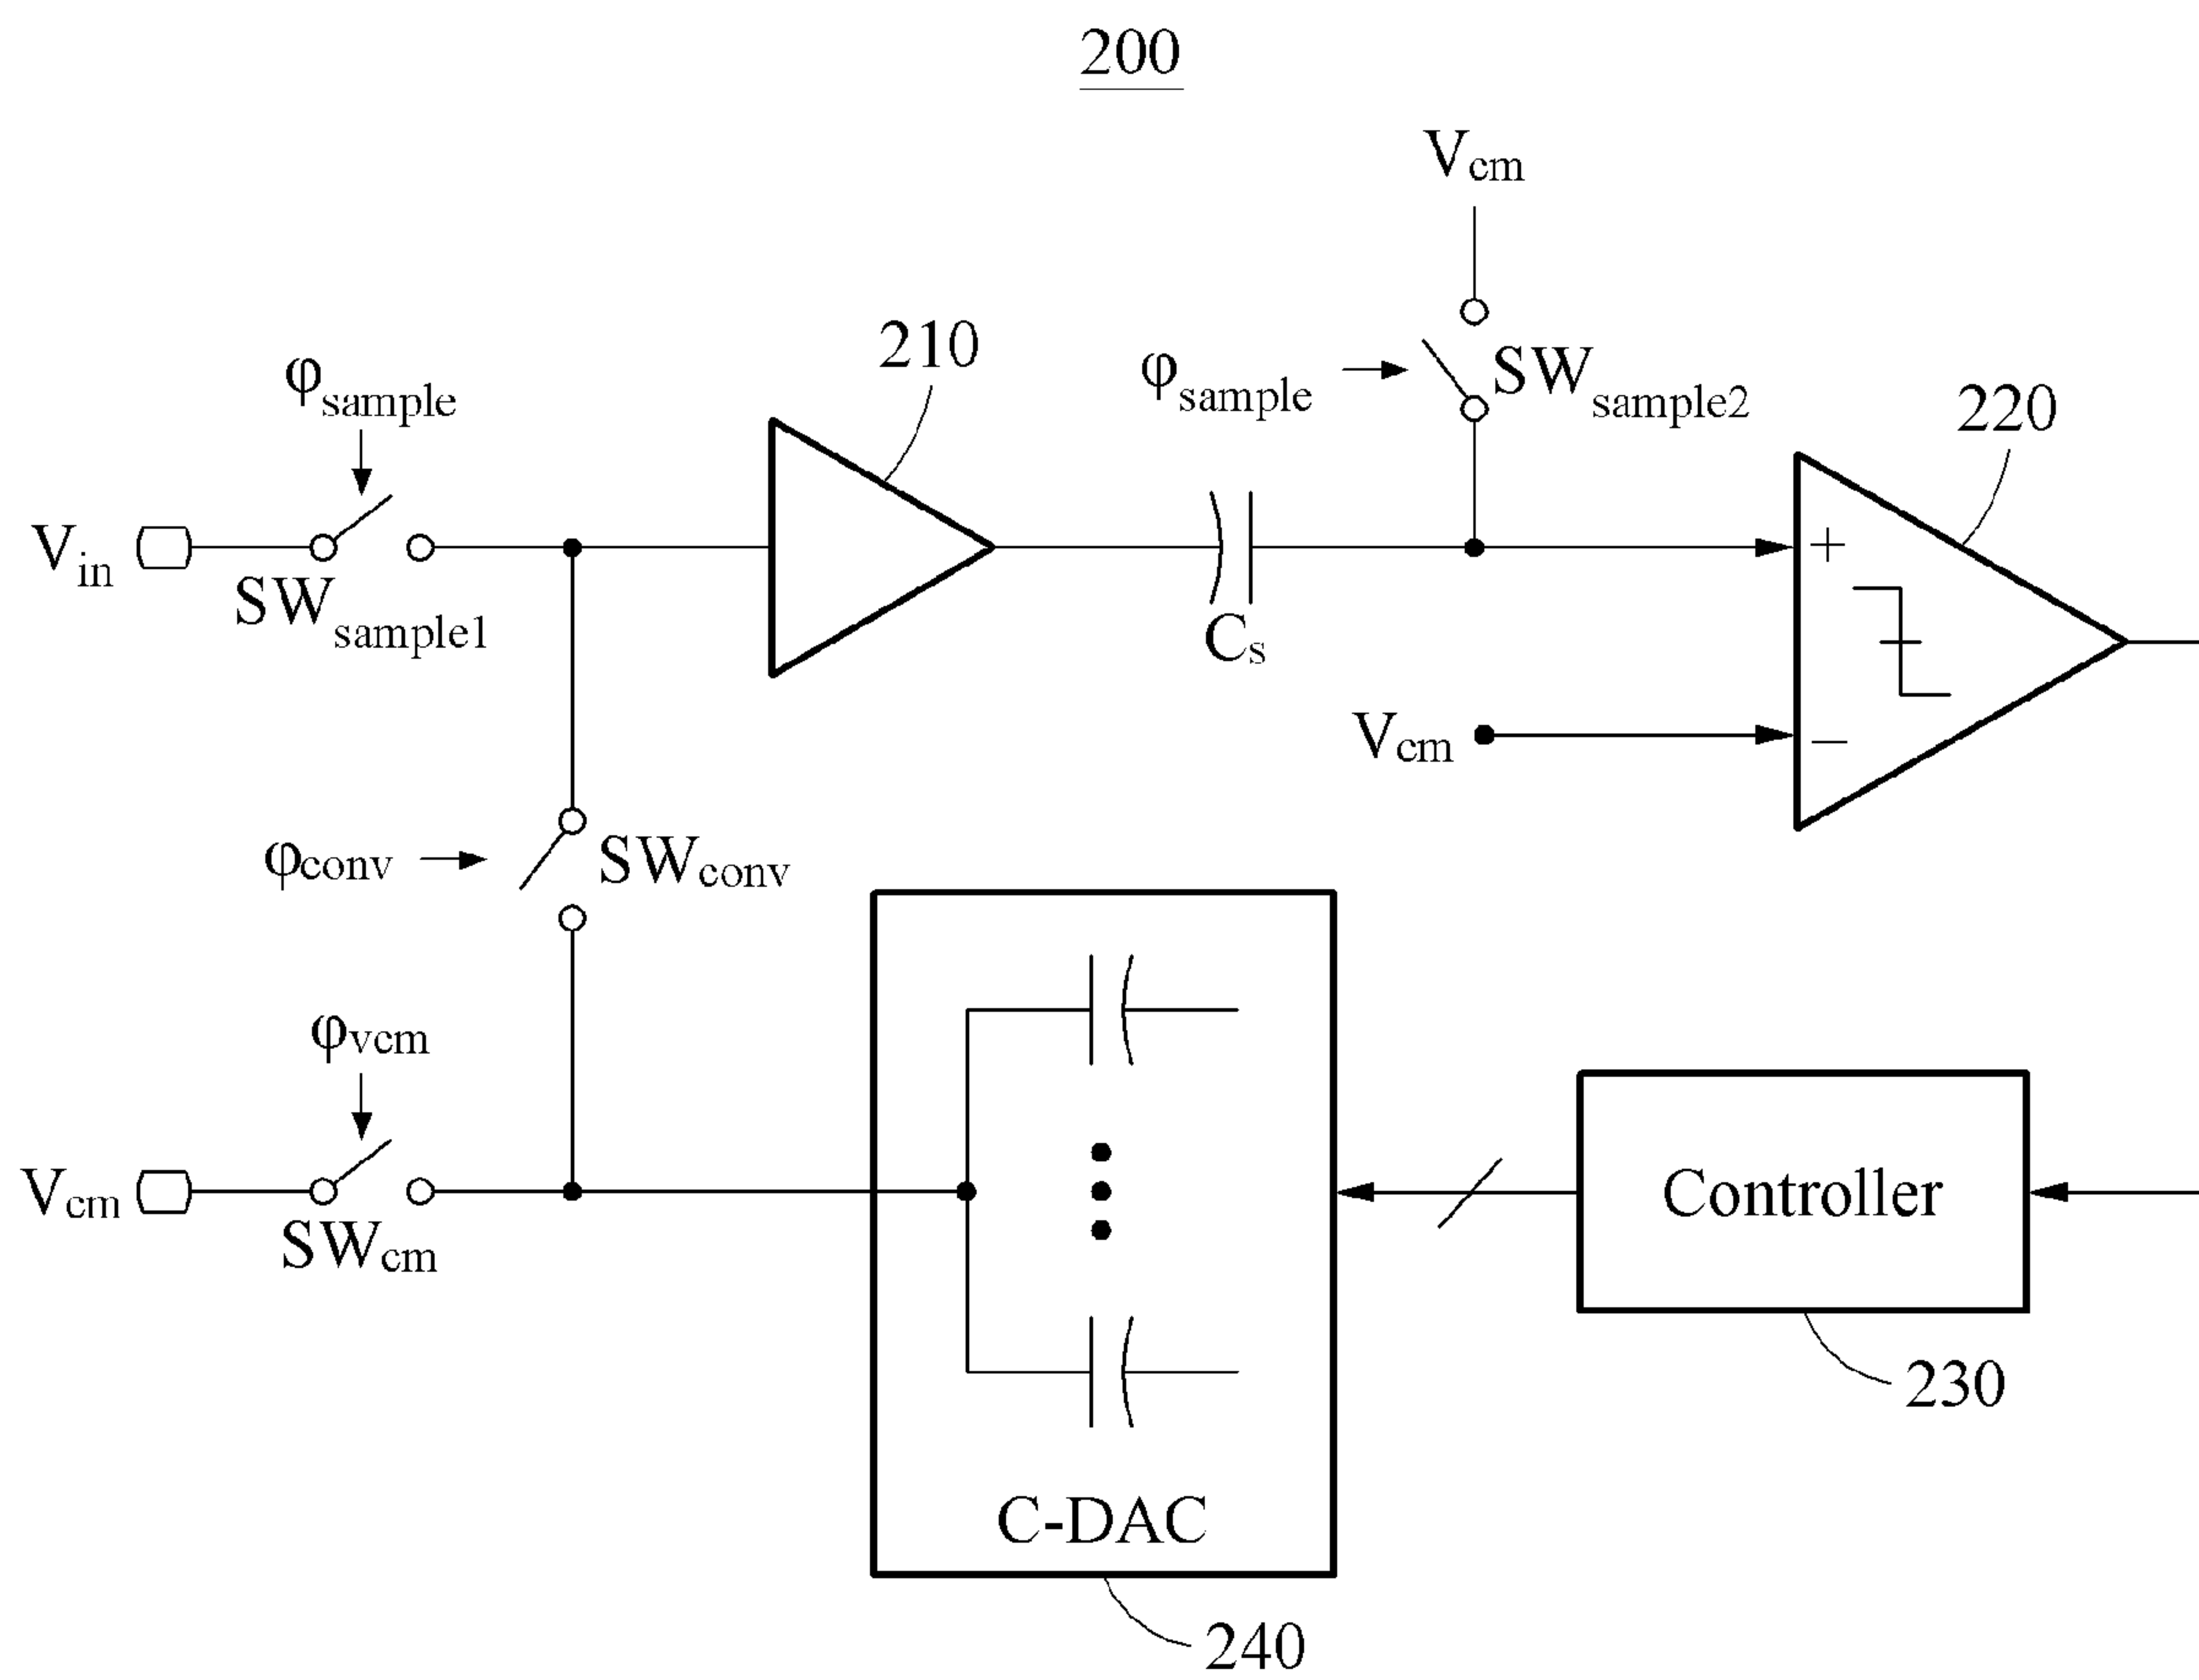 200
Vcm
210
φsample
φsample
SWsample2
220
Vin
SWsample1
+
Cs
Vcm
−
φconv
SWconv
φvcm
Vcm
SWcm
Controller
230
C-DAC
240